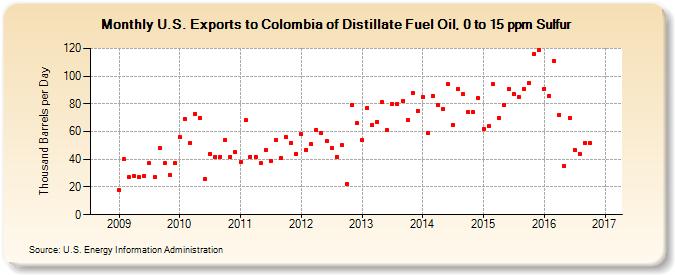 Monthly U.S. Exports to Colombia of Distillate Fuel Oil, 0 to 15 ppm Sulfur
Thousand Barrels per Day
120
100
80
60
40
20
0
2009 2010 2011 2012 2013 2014 2015 2016 2017
Source: U.S. Energy Information Administration